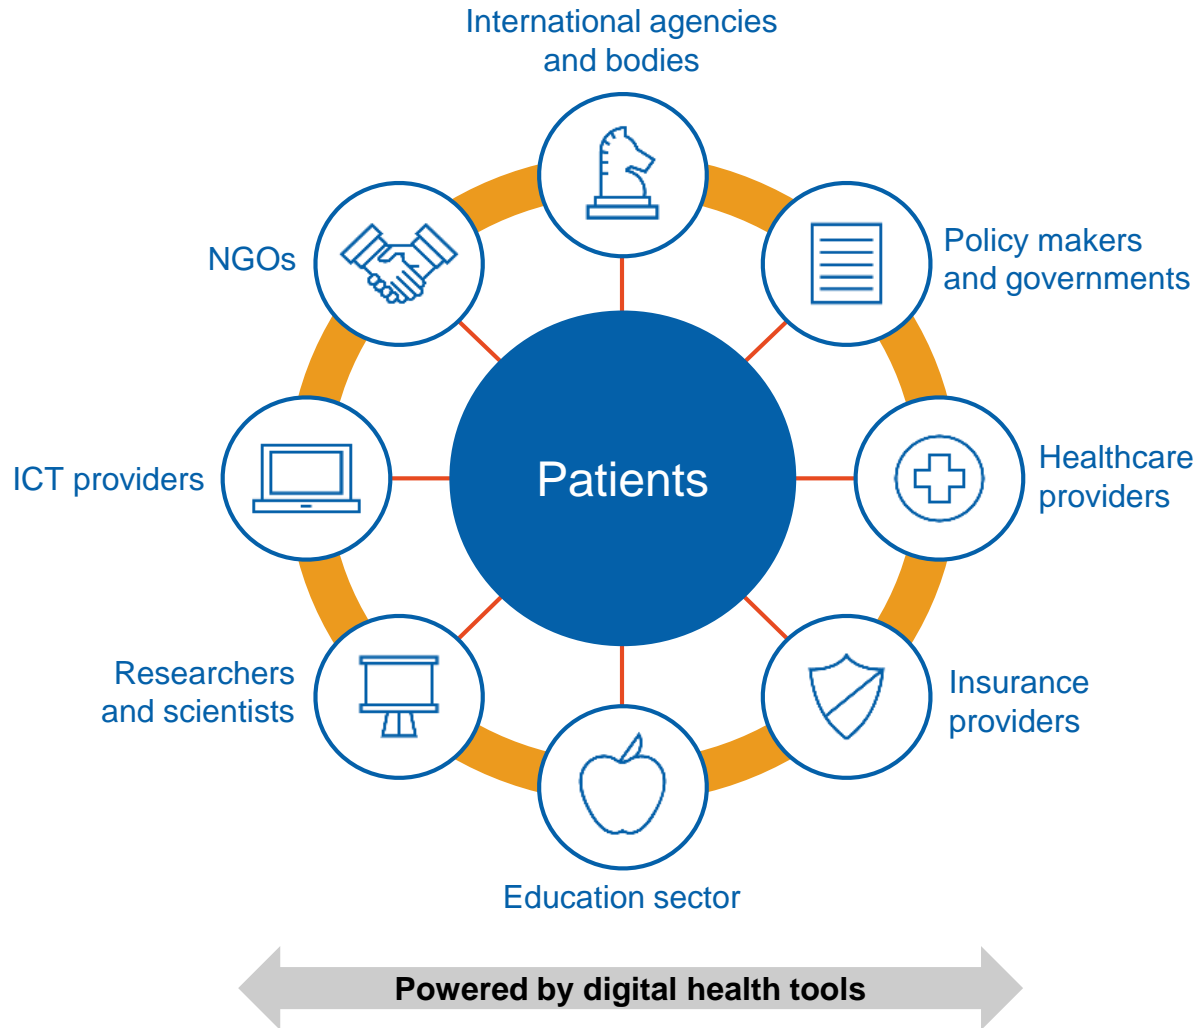 International agencies
and bodies
NGOs
Policy makers
and governments
ICT providers
Patients
Healthcare
providers
Researchers
and scientists
Insurance
providers
Education sector
Powered by digital health tools